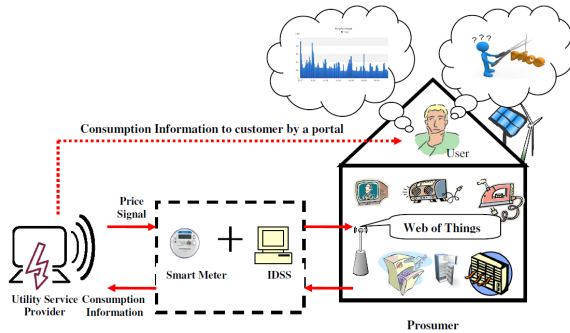 ? ? ?
PRICE
Consumption Information to customer by a portal
User
Price
Signal
Web of Things
Smart Meter
IDSS
Utility Service
Provider
Consumption
Information
Prosumer